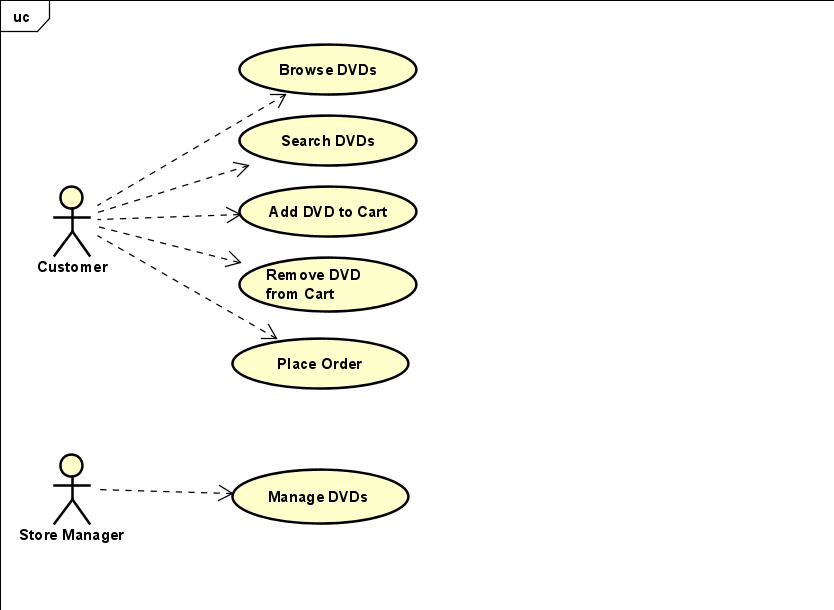 uc
Browse DVDs
Search DVDs
Add DVD to Cart
Customer
Remove DVD
from Cart
Place Order
Manage DVDs
Store Manager